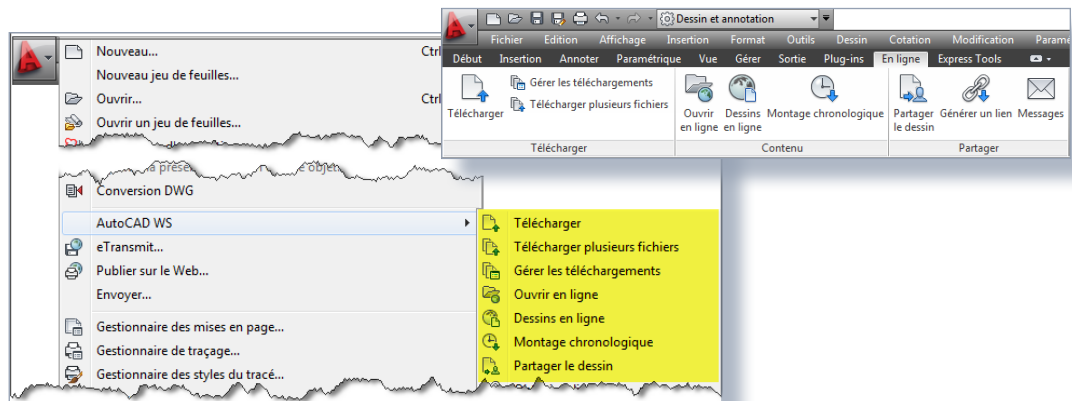 Dessin et annotation
Fichier Edition Affichage Insertion Format Outils Dessin Cotation Modification Paramé
Début Insertion Annoter Paramétrique Vue Gérer Sortie Plug-ins En ligne Express Tools
Télécharger
Gérer les téléchargements
Télécharger plusieurs fichiers
Ouvrir en ligne
Dessins en ligne
Montage chronologique
Partager le dessin
Générer un lien
Messages
Télécharger Contenu Partager
Nouveau... Ctrl
Nouveau jeu de feuilles...
Ouvrir... Ctrl
Ouvrir un jeu de feuilles...
Conversion DWG
AutoCAD WS
eTransmit...
Publier sur le Web...
Envoyer...
Gestionnaire des mises en page...
Gestionnaire de traçage...
Gestionnaire des styles du tracé...
Télécharger
Télécharger plusieurs fichiers
Gérer les téléchargements
Ouvrir en ligne
Dessins en ligne
Montage chronologique
Partager le dessin